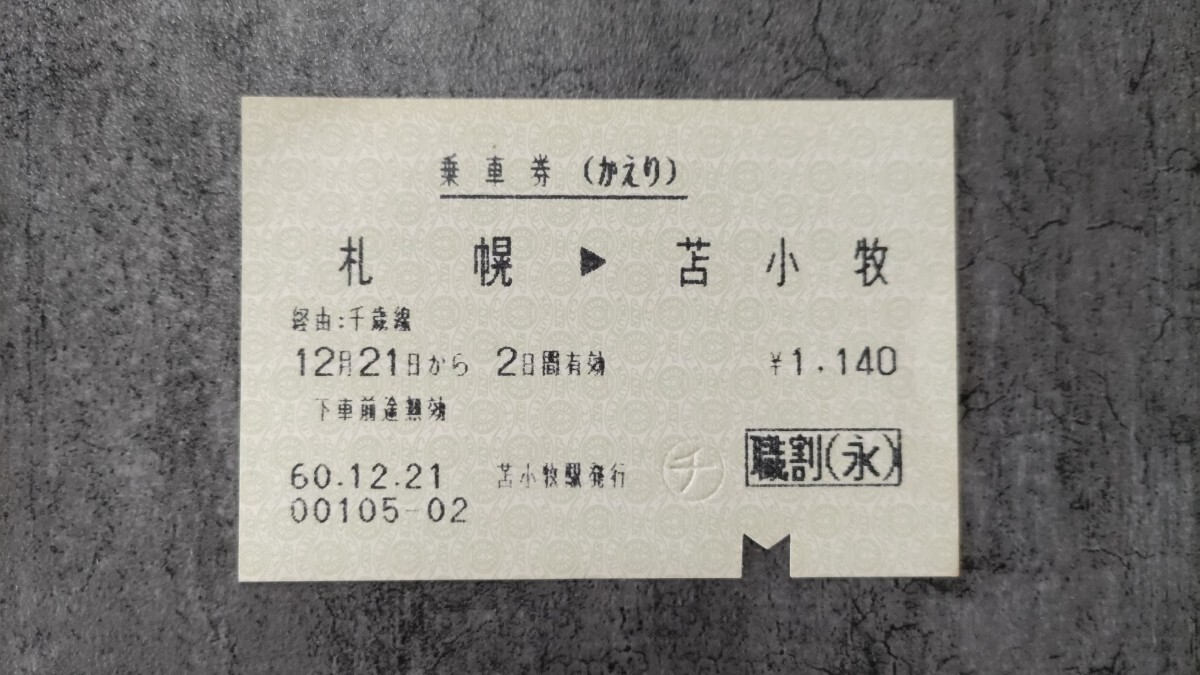 乗車券(かえり)
札幌▶苫小牧
経由:千歳線
12月21日から 2日間有効 ¥1.140
下車前途無効
職割(永)
60.12.21 苫小牧駅発行 チ
00105-02